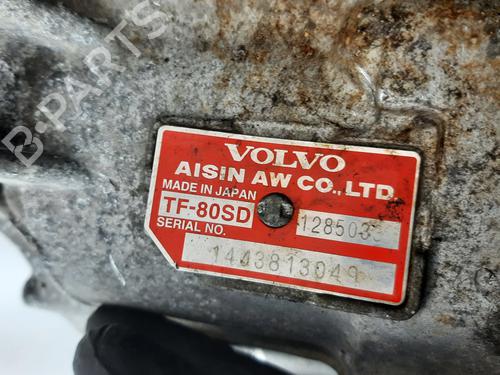 B-PARTS
VOLVO
AISIN AW CO., LTD
MADE IN JAPAN
TF-80SD
SERIAL NO.
1443813049